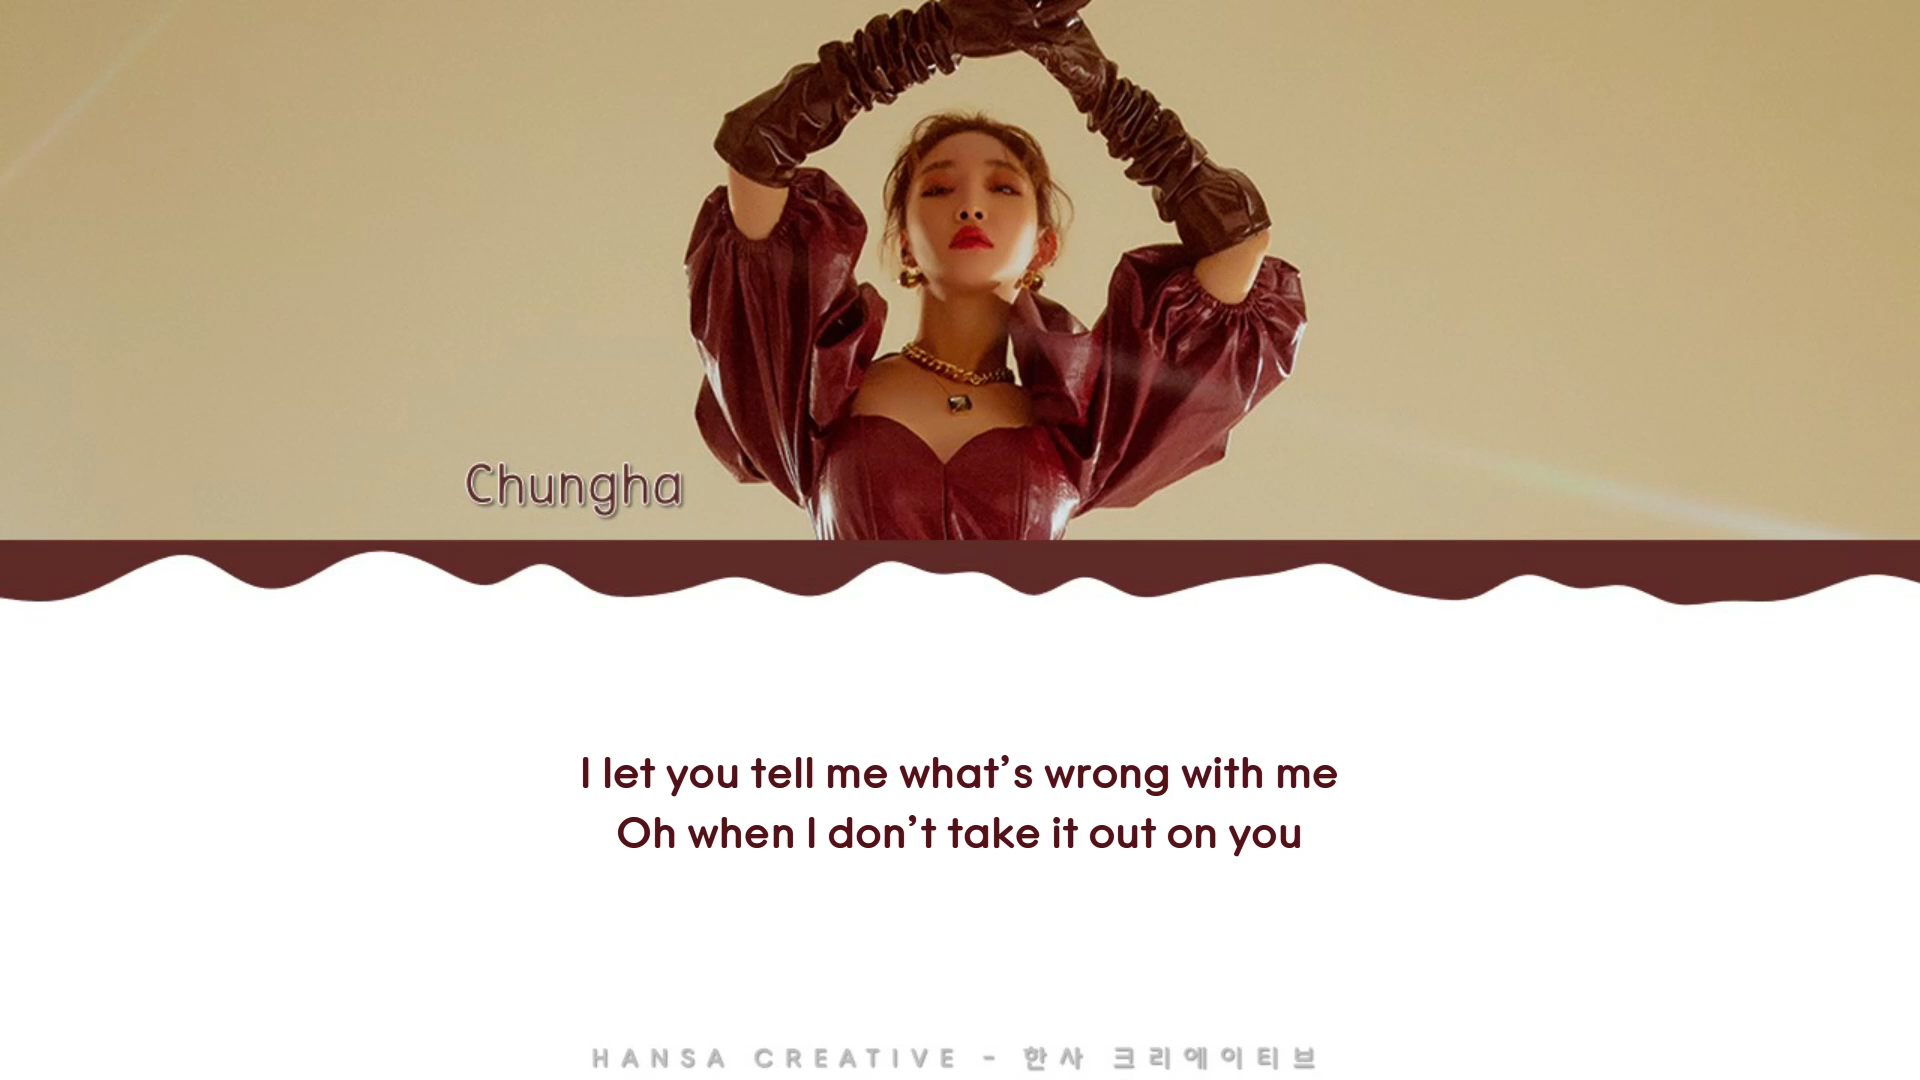 Chungha
I let you tell me what’s wrong with me
Oh when I don’t take it out on you
HANSA CREATIVE - 한사 크리에이티브